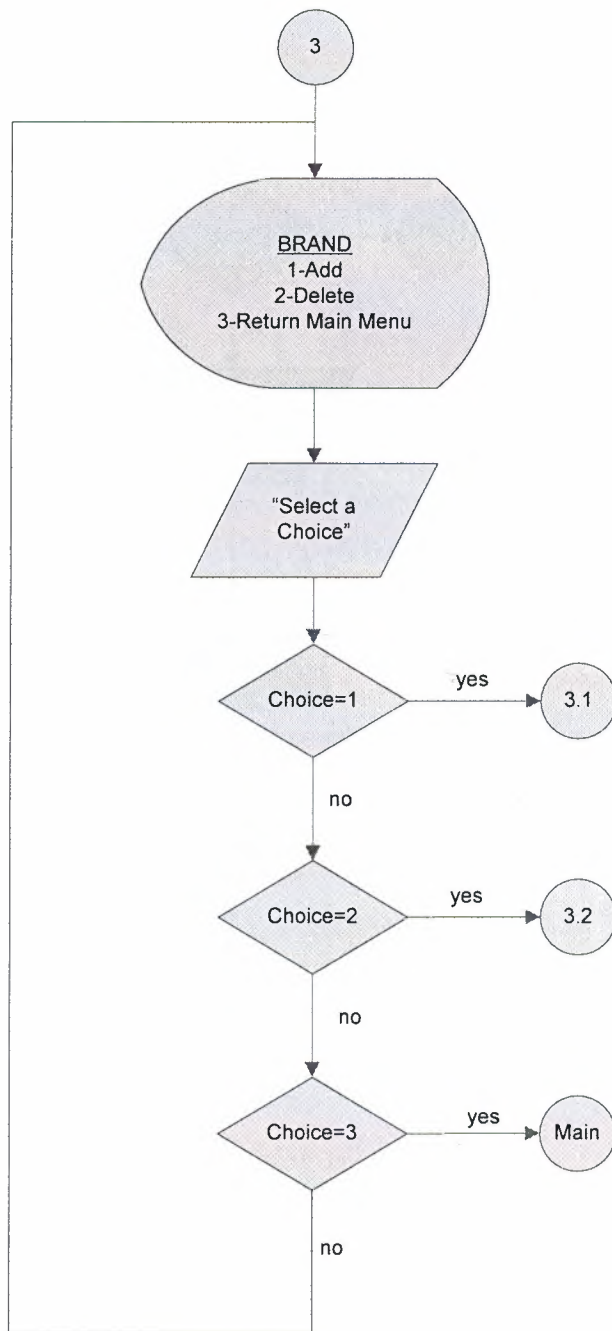 3
BRAND
1-Add
2-Delete
3-Return Main Menu
“Select a
Choice”
Choice=1
yes
3.1
no
Choice=2
yes
3.2
no
Choice=3
yes
Main
no